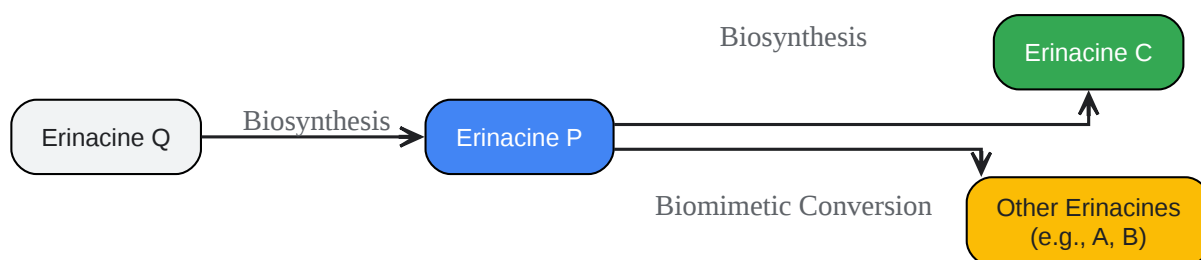 Biosynthesis
Erinacine C
Erinacine Q
Biosynthesis
Erinacine P
Biomimetic Conversion
Other Erinacines
(e.g., A, B)